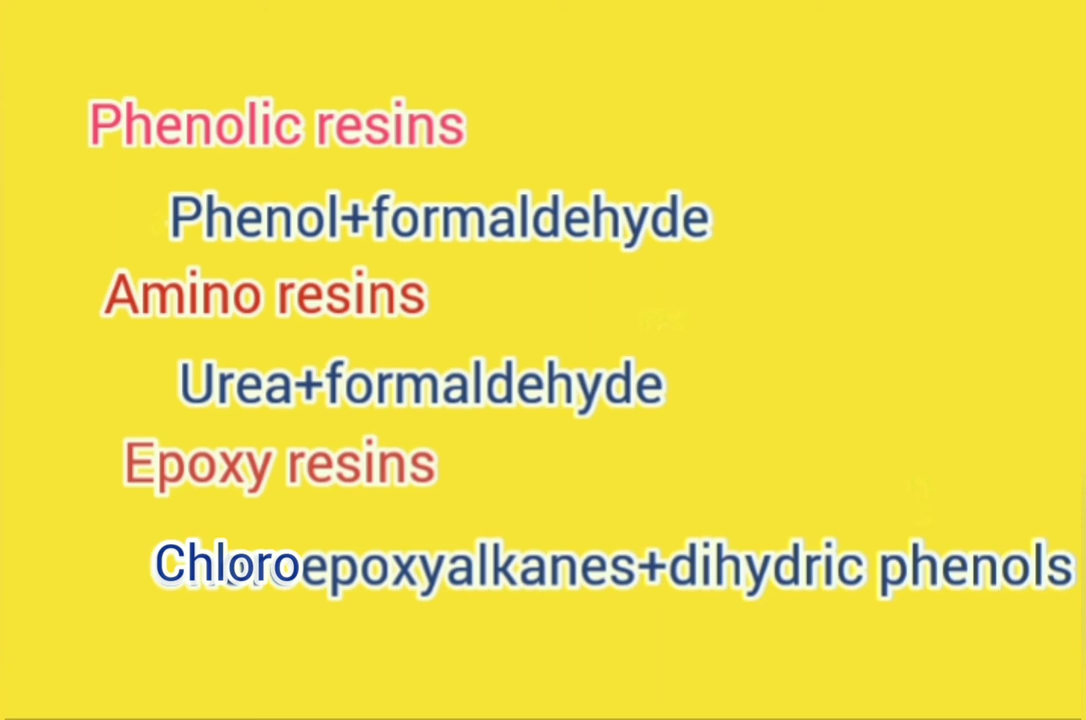 Phenolic resins
Phenol+formaldehyde
Amino resins
Urea+formaldehyde
Epoxy resins
Chloroepoxyalkanes+dihydric phenols